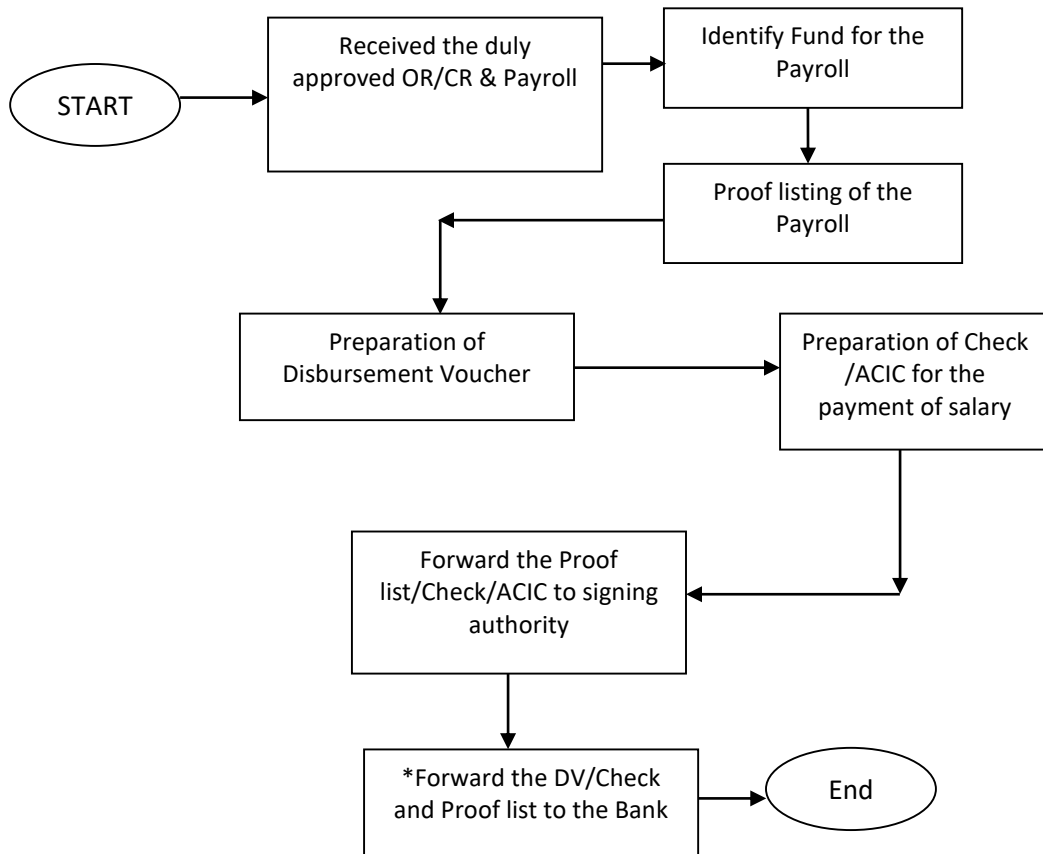 START
Received the duly
approved OR/CR & Payroll
Identify Fund for the
Payroll
Proof listing of the
Payroll
Preparation of
Disbursement Voucher
Preparation of Check
/ACIC for the
payment of salary
Forward the Proof
list/Check/ACIC to signing
authority
*Forward the DV/Check
and Proof list to the Bank
End